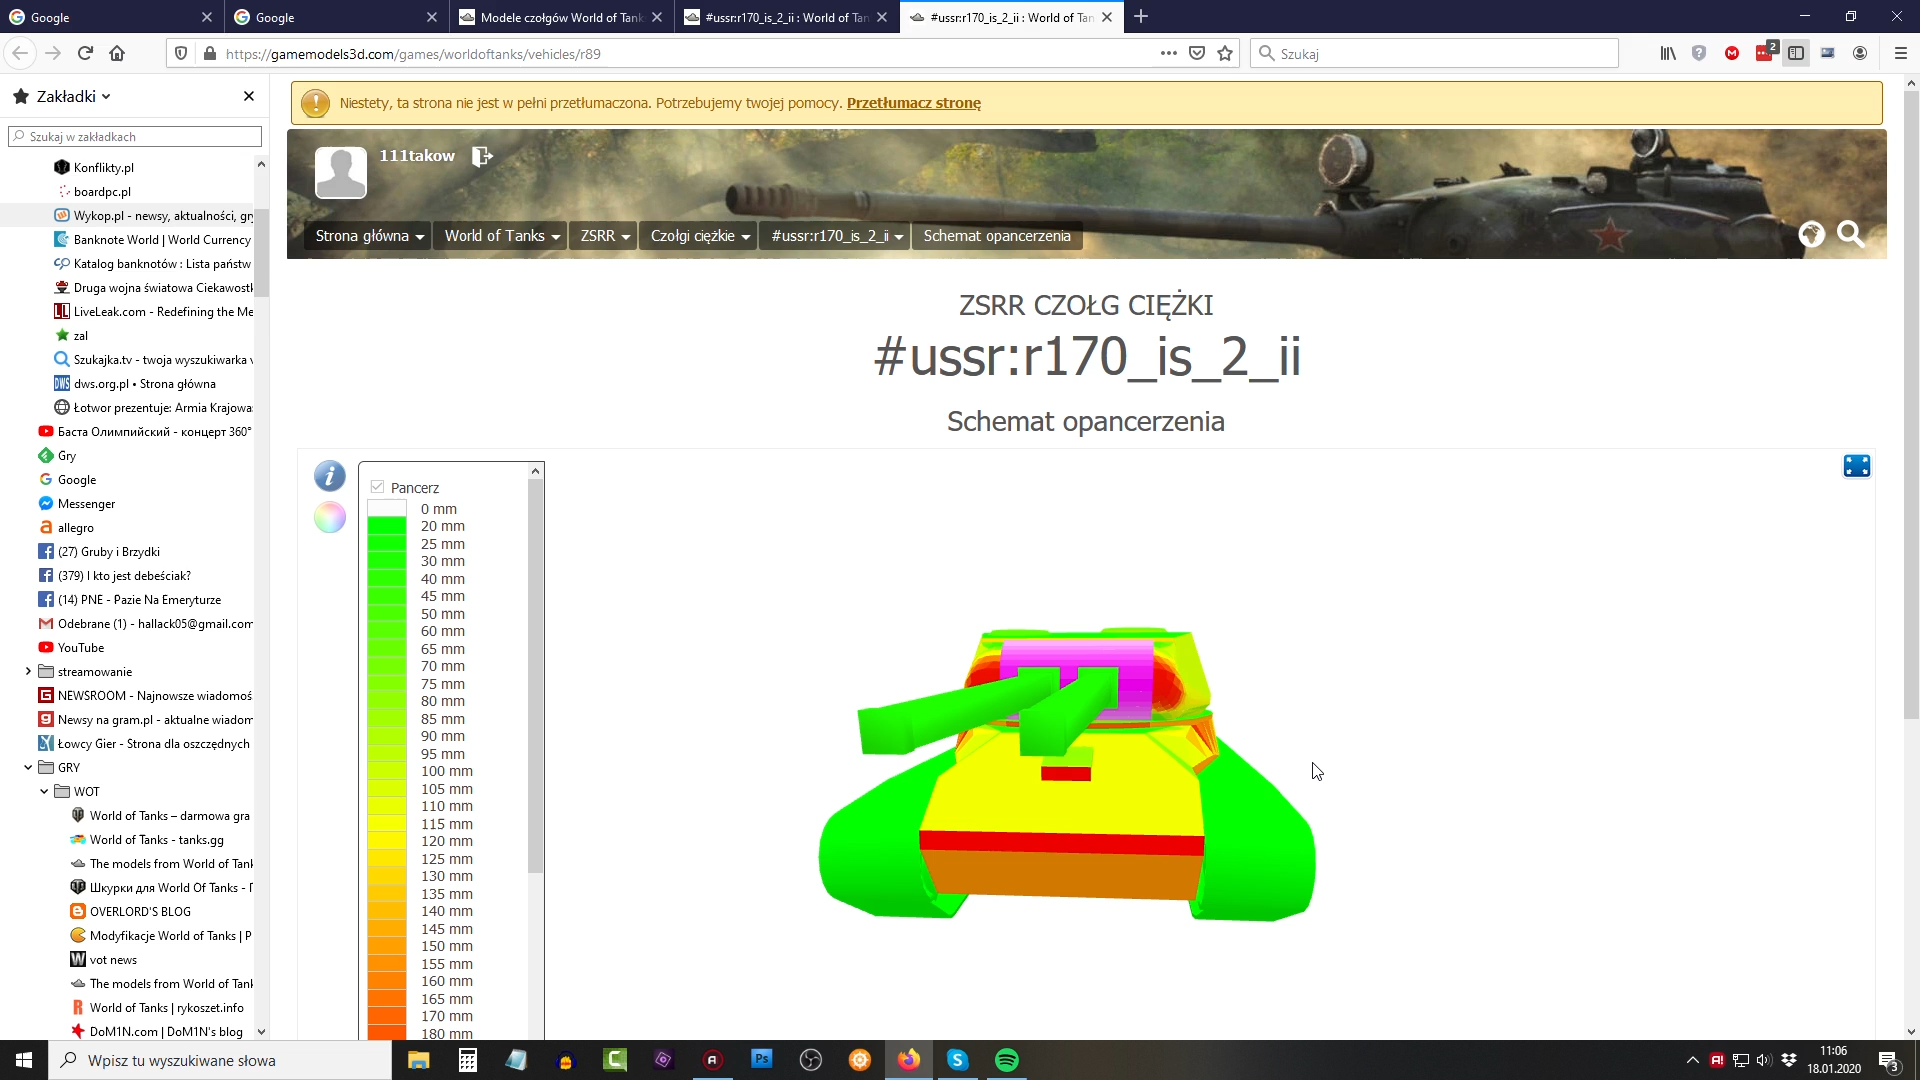 Google
Google
Modele czołgów World of Tank
#ussr:r170_is_2_ii : World of Tan
#ussr:r170_is_2_ii : World of Tan
https://gamemodels3d.com/games/worldoftanks/vehicles/r89
Szukaj
2
Zakładki
Szukaj w zakładkach
Konflikty.pl
boardpc.pl
Wykop.pl - newsy, aktualności, gry
Banknote World | World Currency
Katalog banknotów : Lista państw
Druga wojna światowa Ciekawostk
LiveLeak.com - Redefining the Me
zal
Szukajka.tv - twoja wyszukiwarka v
dws.org.pl • Strona główna
Łotwor prezentuje: Armia Krajowa:
Баста Олимпийский - концерт 360°
Gry
Google
Messenger
allegro
(27) Gruby i Brzydki
(379) I kto jest debeściak?
(14) PNE - Pazie Na Emeryturze
Odebrane (1) - hallack05@gmail.com
YouTube
streamowanie
NEWSROOM - Najnowsze wiadomoś
Newsy na gram.pl - aktualne wiadom
Łowcy Gier - Strona dla oszczędnych
GRY
WOT
World of Tanks – darmowa gra
World of Tanks - tanks.gg
The models from World of Tank
Шкурки для World Of Tanks - Г
OVERLORD'S BLOG
Modyfikacje World of Tanks | P
vot news
The models from World of Tank
World of Tanks | rykoszet.info
DoM1N.com | DoM1N's blog
Niestety, ta strona nie jest w pełni przetłumaczona. Potrzebujemy twojej pomocy. Przetłumacz stronę
111takow
Strona główna
World of Tanks
ZSRR
Czołgi ciężkie
#ussr:r170_is_2_ii
Schemat opancerzenia
ZSRR CZOŁG CIĘŻKI
#ussr:r170_is_2_ii
Schemat opancerzenia
Pancerz
0 mm
20 mm
25 mm
30 mm
40 mm
45 mm
50 mm
60 mm
65 mm
70 mm
75 mm
80 mm
85 mm
90 mm
95 mm
100 mm
105 mm
110 mm
115 mm
120 mm
125 mm
130 mm
135 mm
140 mm
145 mm
150 mm
155 mm
160 mm
165 mm
170 mm
180 mm
Wpisz tu wyszukiwane słowa
11:06
18.01.2020
3